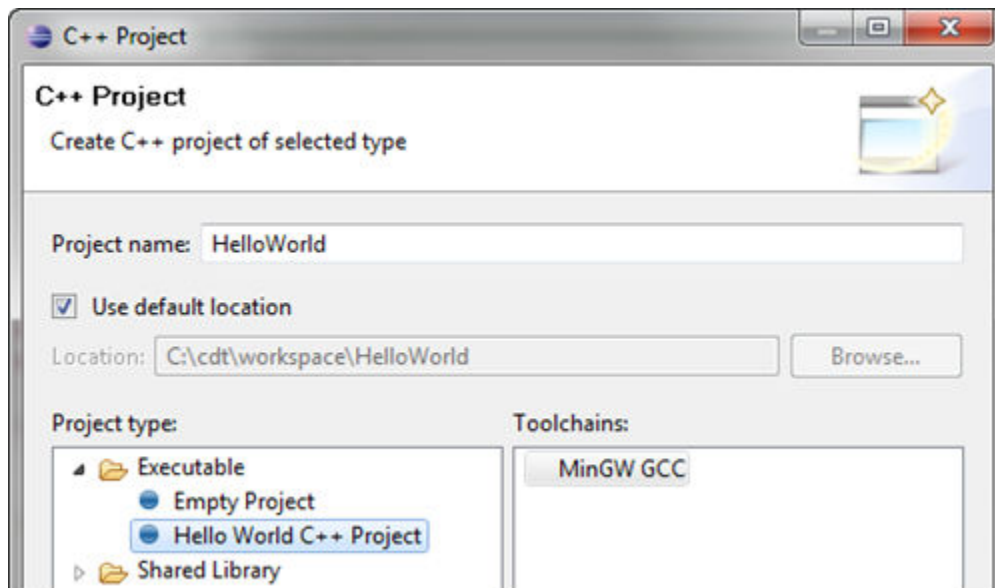 C++ Project
C++ Project
Create C++ project of selected type
Project name: HelloWorld
Use default location
Location: C:\cdt\workspace\HelloWorld Browse...
Project type: Toolchains:
Executable MinGW GCC
Empty Project
Hello World C++ Project
Shared Library